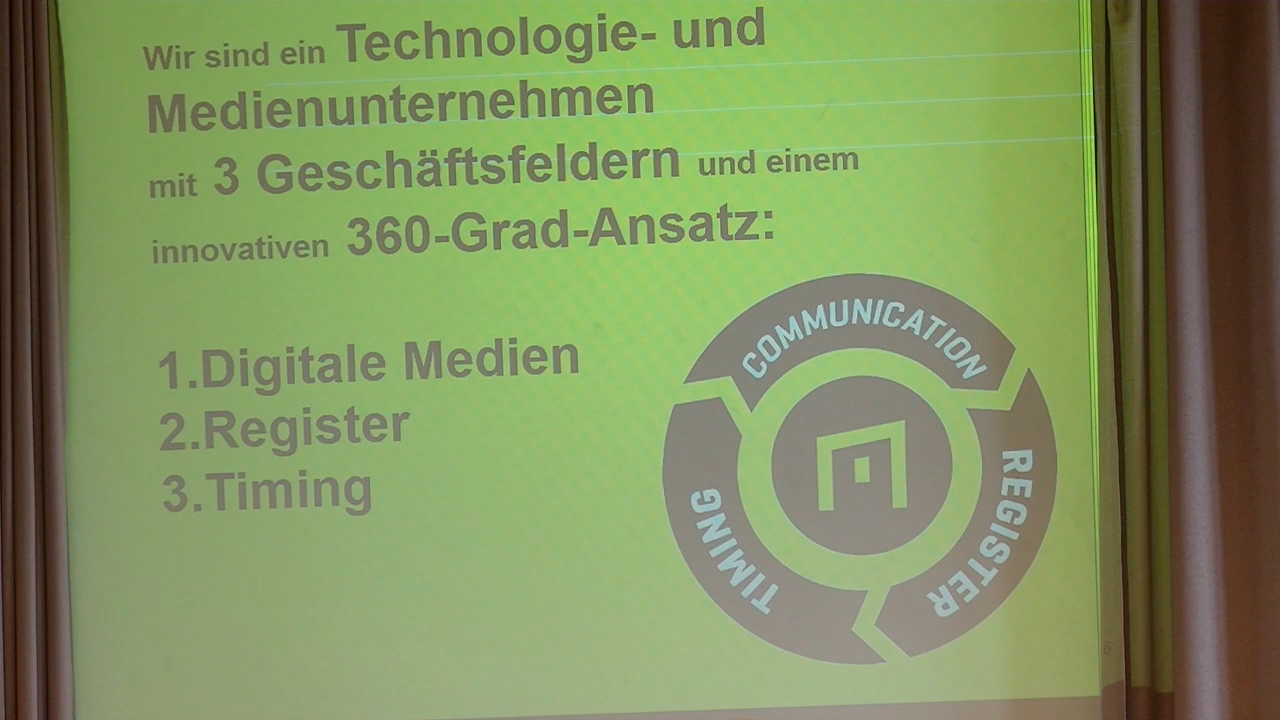 Wir sind ein Technologie- und
Medienunternehmen
mit 3 Geschäftsfeldern und einem
innovativen 360-Grad-Ansatz:
1.Digitale Medien
2.Register
3.Timing
COMMUNICATION
REGISTER
TIMING
6